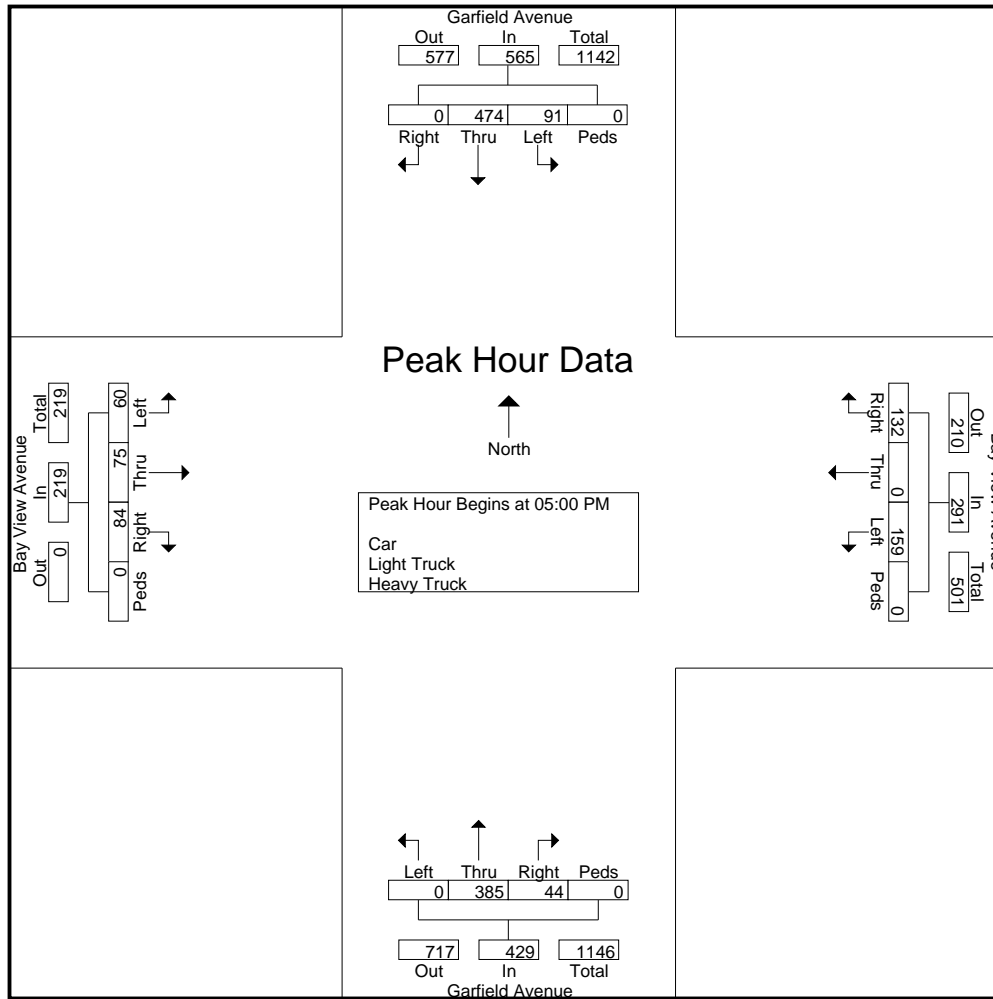 Garfield Avenue
Out In Total
577 565 1142
0 474 91 0
Right Thru Left Peds
Peak Hour Data
North
Peak Hour Begins at 05:00 PM
Car
Light Truck
Heavy Truck
Bay View Avenue
Out In Total
0 219 219
Left Thru Right Peds
60 75 84 0
Out In Total
210 291 501
Right Thru Left Peds
132 0 159 0
Left Thru Right Peds
0 385 44 0
717 429 1146
Out In Total
Garfield Avenue